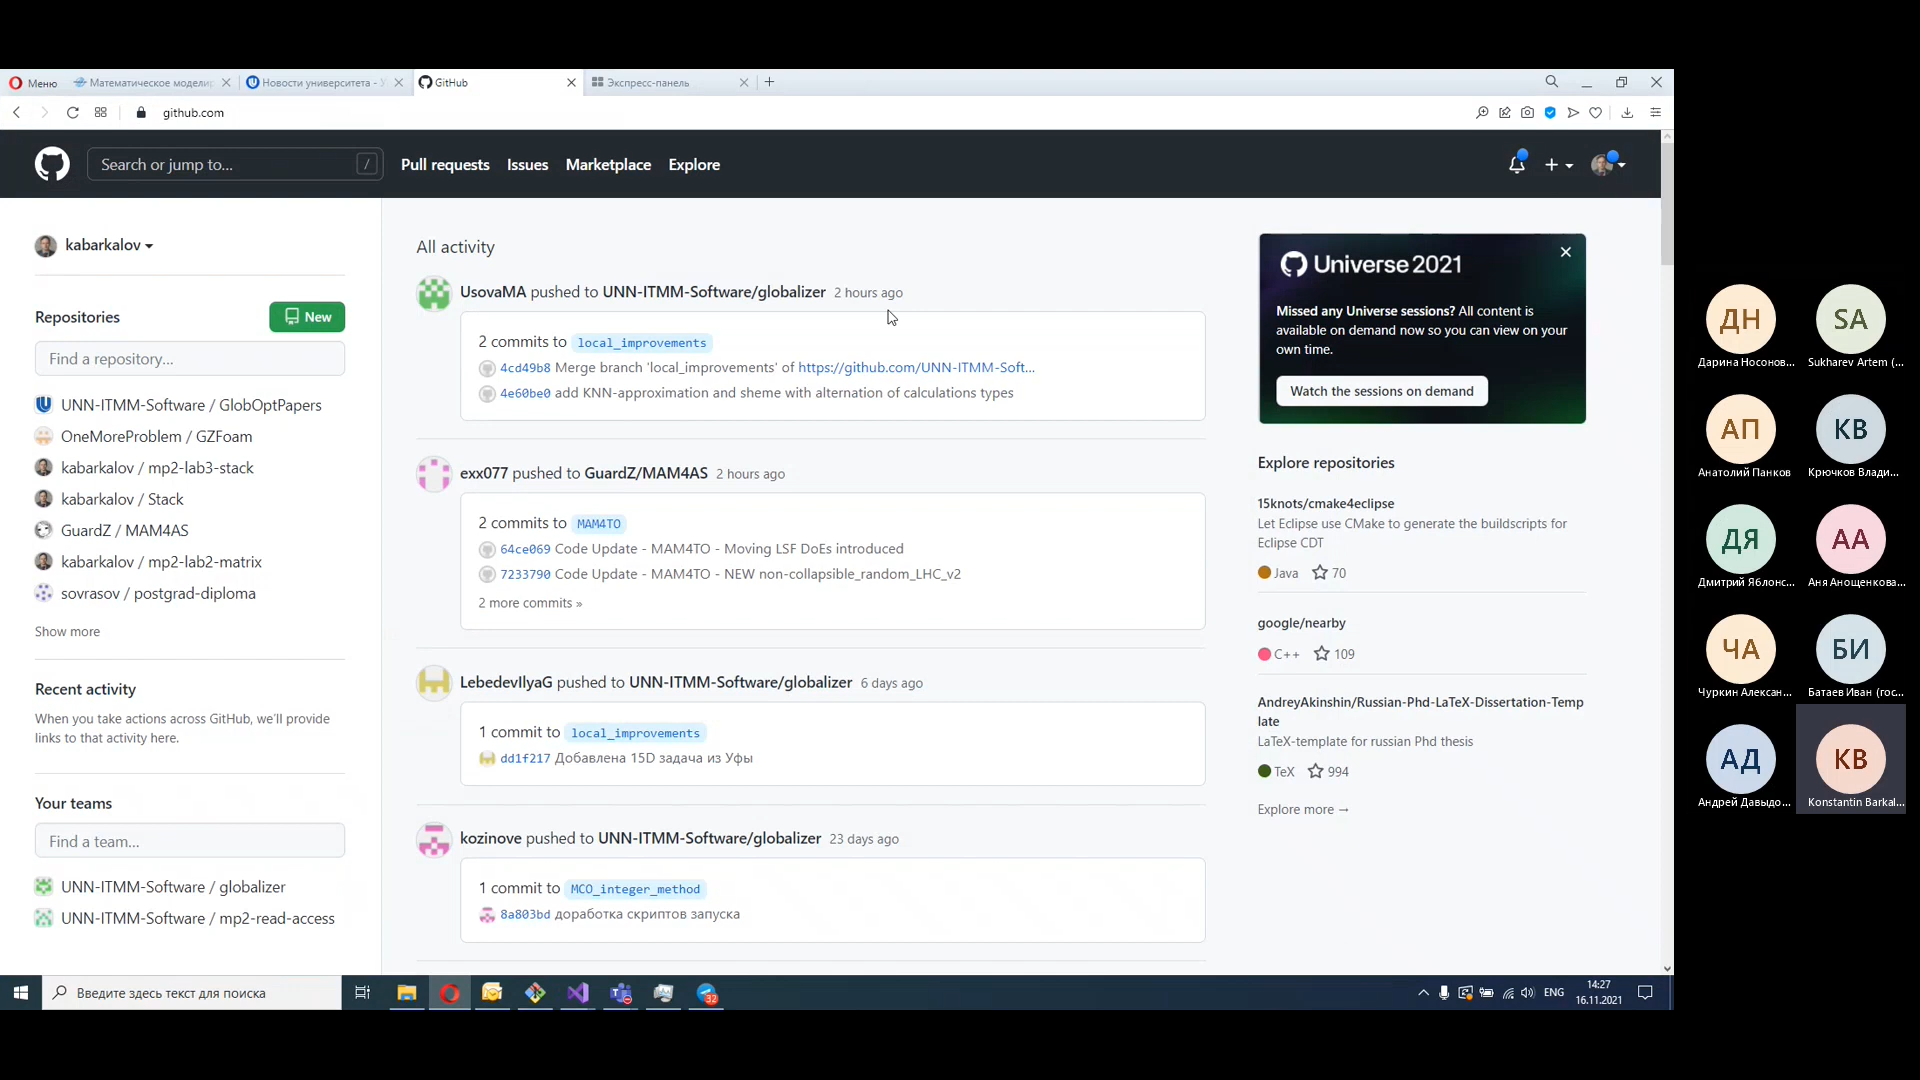 Меню
Математическое модели
Новости университета - У
GitHub
Экспресс-панель
github.com
Search or jump to...
/
Pull requests
Issues
Marketplace
Explore
kabarkalov
Repositories
New
Find a repository...
UNN-ITMM-Software / GlobOptPapers
OneMoreProblem / GZFoam
kabarkalov / mp2-lab3-stack
kabarkalov / Stack
GuardZ / MAM4AS
kabarkalov / mp2-lab2-matrix
sovrasov / postgrad-diploma
Show more
Recent activity
When you take actions across GitHub, we'll provide
links to that activity here.
Your teams
Find a team...
UNN-ITMM-Software / globalizer
UNN-ITMM-Software / mp2-read-access
All activity
UsovaMA pushed to UNN-ITMM-Software/globalizer 2 hours ago
2 commits to local_improvements
4cd49b8 Merge branch 'local_improvements' of https://github.com/UNN-ITMM-Soft...
4e60be0 add KNN-approximation and sheme with alternation of calculations types
exx077 pushed to GuardZ/MAM4AS 2 hours ago
2 commits to MAM4TO
64ce069 Code Update - MAM4TO - Moving LSF DoEs introduced
7233790 Code Update - MAM4TO - NEW non-collapsible_random_LHC_v2
2 more commits »
LebedevIlyaG pushed to UNN-ITMM-Software/globalizer 6 days ago
1 commit to local_improvements
dd1f217 Добавлена 15D задача из Уфы
kozinove pushed to UNN-ITMM-Software/globalizer 23 days ago
1 commit to MCO_integer_method
8a803bd доработка скриптов запуска
Universe 2021
Missed any Universe sessions? All content is
available on demand now so you can view on your
own time.
Watch the sessions on demand
Explore repositories
15knots/cmake4eclipse
Let Eclipse use CMake to generate the buildscripts for
Eclipse CDT
Java 70
google/nearby
C++ 109
AndreyAkinshin/Russian-Phd-LaTeX-Dissertation-Temp
late
LaTeX-template for russian Phd thesis
TeX 994
Explore more →
Введите здесь текст для поиска
32
ENG
14:27
16.11.2021
ДН
Дарина Носонов...
SA
Sukharev Artem (...
АП
Анатолий Панков
КВ
Крючков Влади...
ДЯ
Дмитрий Яблонс...
АА
Аня Анощенкова...
ЧА
Чуркин Алексан...
БИ
Батаев Иван (гос...
АД
Андрей Давыдо...
KB
Konstantin Barkal...